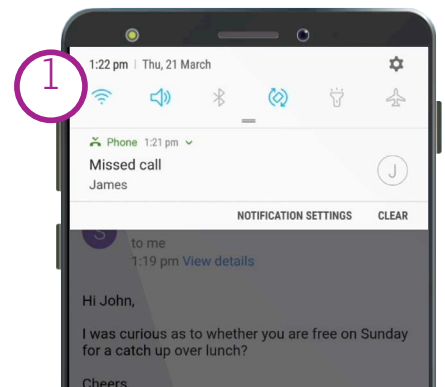 1
1:22 pm | Thu, 21 March
Phone 1:21 pm
Missed call
James
J
NOTIFICATION SETTINGS CLEAR
S
to me
1:19 pm View details
Hi John,
I was curious as to whether you are free on Sunday
for a catch up over lunch?
Cheers